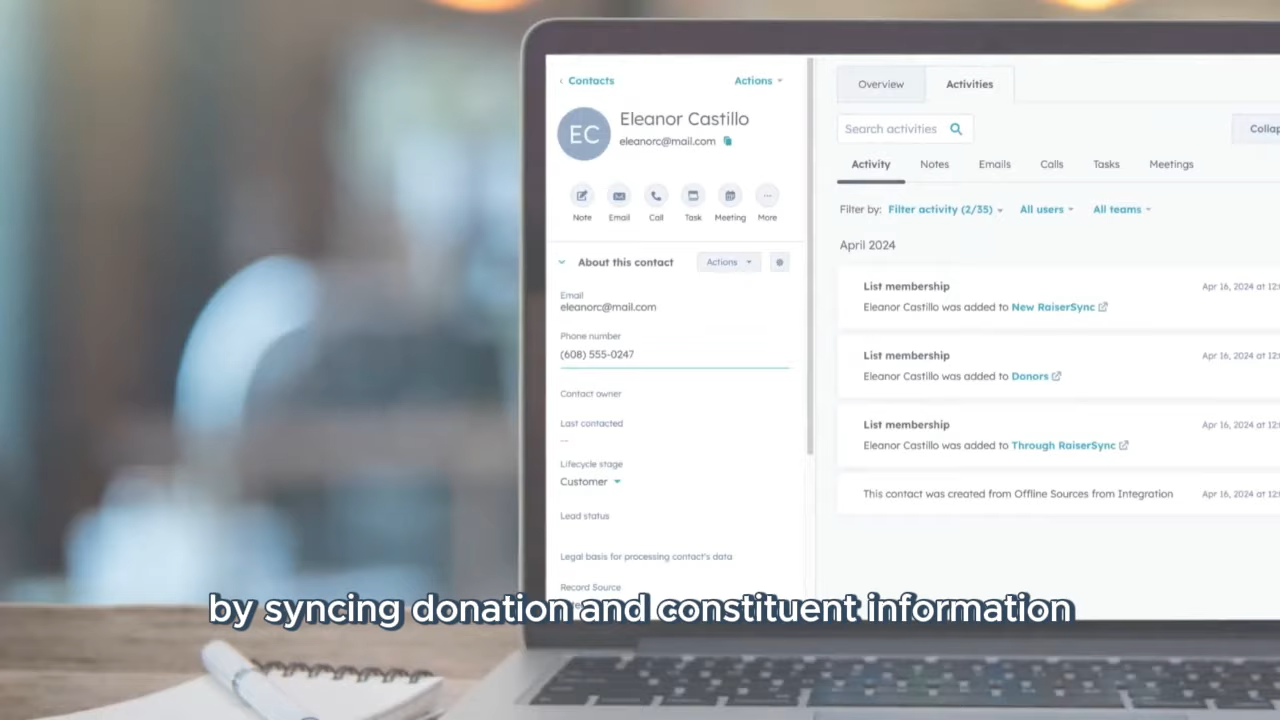 Contacts
Actions
EC
Eleanor Castillo
eleanorc@mail.com
Note Email Call Task Meeting More
About this contact
Actions
Email
eleanorc@mail.com
Phone number
(608) 555-0247
Contact owner
Last contacted
--
Lifecycle stage
Customer
Lead status
Legal basis for processing contact's data
Record Source
Overview Activities
Search activities
Activity Notes Emails Calls Tasks Meetings
Filter by: Filter activity (2/35) All users All teams
April 2024
List membership Apr 16, 2024 at
Eleanor Castillo was added to New RaiserSync
List membership Apr 16, 2024 at
Eleanor Castillo was added to Donors
List membership Apr 16, 2024 at
Eleanor Castillo was added to Through RaiserSync
This contact was created from Offline Sources from Integration Apr 16, 2024 at
by syncing donation and constituent information